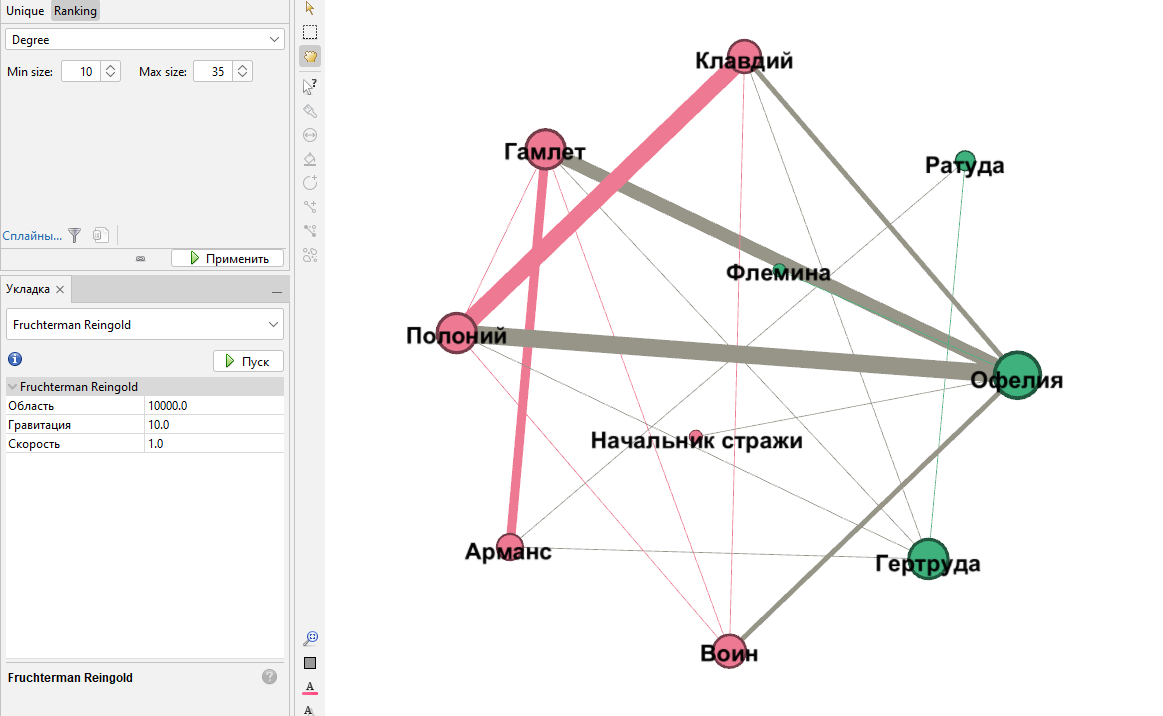 Unique Ranking
Degree
Min size: 10 Max size: 35
Сплайны...
Применить
Укладка
Fruchterman Reingold
Пуск
Fruchterman Reingold
Область 10000.0
Гравитация 10.0
Скорость 1.0
Fruchterman Reingold
Клавдий
Гамлет
Ратуда
Флемина
Полоний
Офелия
Начальник стражи
Арманс
Гертруда
Воин